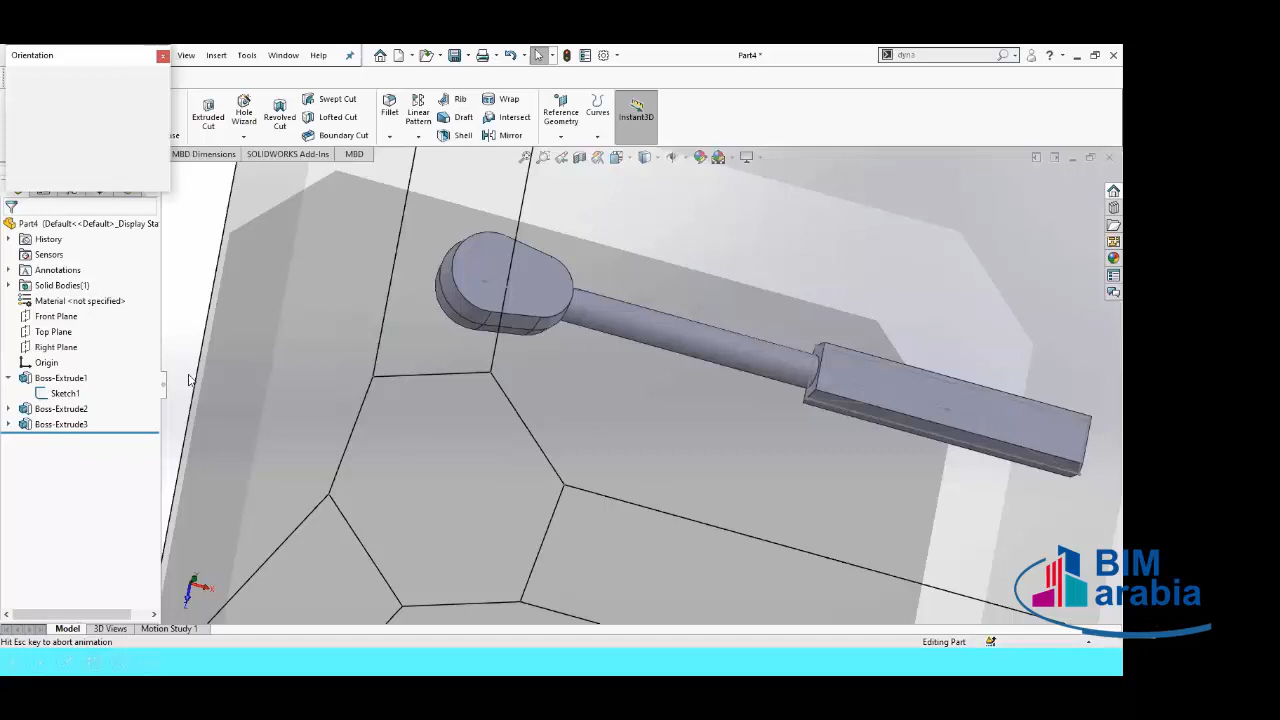 Orientation
View Insert Tools Window Help
Part4 *
dyna
Extruded Cut
Hole Wizard
Revolved Cut
Swept Cut
Lofted Cut
Boundary Cut
Fillet
Linear Pattern
Rib
Draft
Shell
Wrap
Intersect
Mirror
Reference Geometry
Curves
Instant3D
MBD Dimensions SOLIDWORKS Add-Ins MBD
Part4 (Default<<Default>_Display Sta
History
Sensors
Annotations
Solid Bodies(1)
Material <not specified>
Front Plane
Top Plane
Right Plane
Origin
Boss-Extrude1
Sketch1
Boss-Extrude2
Boss-Extrude3
X
Z
BIM
arabia
Model 3D Views Motion Study 1
Hit Esc key to abort animation
Editing Part